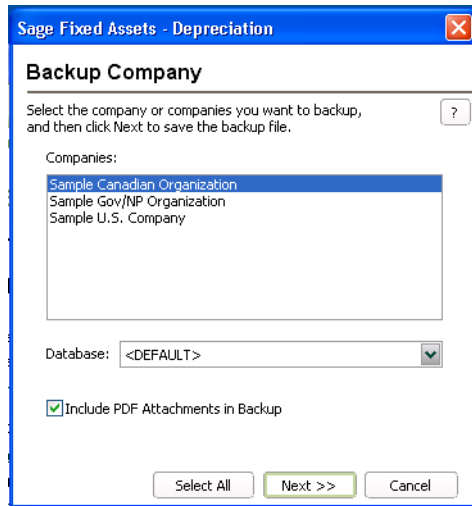 Sage Fixed Assets - Depreciation
Backup Company
Select the company or companies you want to backup,
and then click Next to save the backup file.
?
Companies:
Sample Canadian Organization
Sample Gov/NP Organization
Sample U.S. Company
Database: <DEFAULT>
Include PDF Attachments in Backup
Select All Next >> Cancel